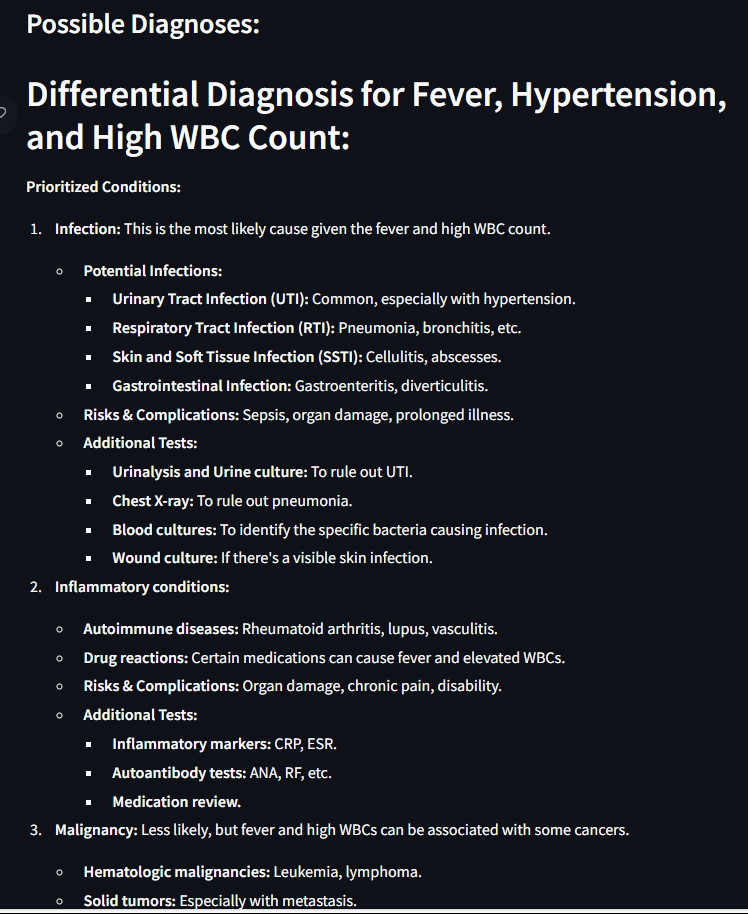 Possible Diagnoses:
Differential Diagnosis for Fever, Hypertension,
and High WBC Count:
Prioritized Conditions:
1. Infection: This is the most likely cause given the fever and high WBC count.
○ Potential Infections:
▪ Urinary Tract Infection (UTI): Common, especially with hypertension.
▪ Respiratory Tract Infection (RTI): Pneumonia, bronchitis, etc.
▪ Skin and Soft Tissue Infection (SSTI): Cellulitis, abscesses.
▪ Gastrointestinal Infection: Gastroenteritis, diverticulitis.
○ Risks & Complications: Sepsis, organ damage, prolonged illness.
○ Additional Tests:
▪ Urinalysis and Urine culture: To rule out UTI.
▪ Chest X-ray: To rule out pneumonia.
▪ Blood cultures: To identify the specific bacteria causing infection.
▪ Wound culture: If there's a visible skin infection.
2. Inflammatory conditions:
○ Autoimmune diseases: Rheumatoid arthritis, lupus, vasculitis.
○ Drug reactions: Certain medications can cause fever and elevated WBCs.
○ Risks & Complications: Organ damage, chronic pain, disability.
○ Additional Tests:
▪ Inflammatory markers: CRP, ESR.
▪ Autoantibody tests: ANA, RF, etc.
▪ Medication review.
3. Malignancy: Less likely, but fever and high WBCs can be associated with some cancers.
○ Hematologic malignancies: Leukemia, lymphoma.
○ Solid tumors: Especially with metastasis.